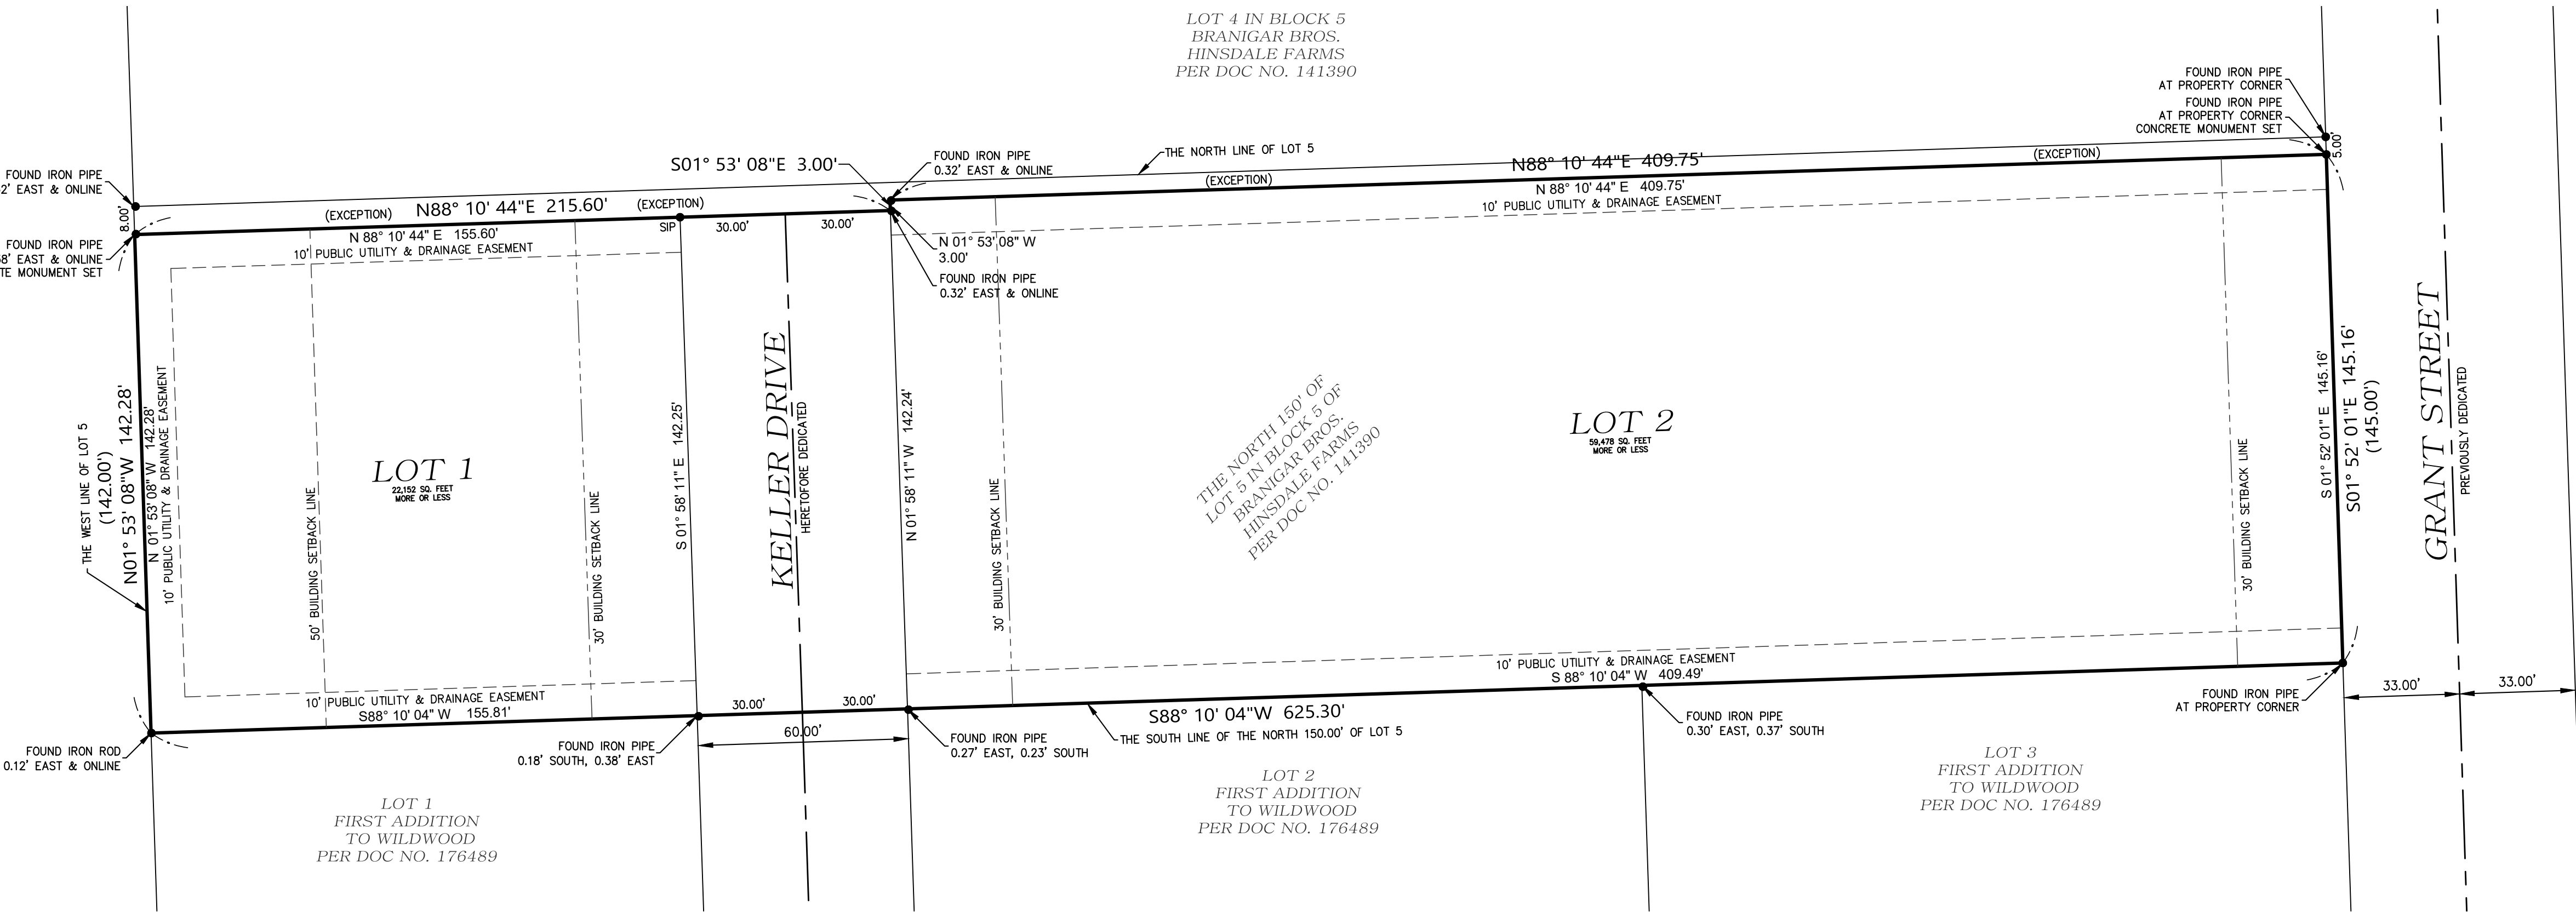 LOT 4 IN BLOCK 5
BRANIGAR BROS.
HINSDALE FARMS
PER DOC NO. 141390
FOUND IRON PIPE
AT PROPERTY CORNER
FOUND IRON PIPE
AT PROPERTY CORNER
CONCRETE MONUMENT SET
5.00'
S01° 53' 08"E 3.00'
FOUND IRON PIPE
0.32' EAST & ONLINE
THE NORTH LINE OF LOT 5
N88° 10' 44"E 409.75'
(EXCEPTION)
(EXCEPTION)
N 88° 10' 44" E 409.75'
10' PUBLIC UTILITY & DRAINAGE EASEMENT
FOUND IRON PIPE
2' EAST & ONLINE
8.00'
FOUND IRON PIPE
8' EAST & ONLINE
TE MONUMENT SET
(EXCEPTION)
N88° 10' 44"E 215.60'
(EXCEPTION)
N 88° 10' 44" E 155.60'
10' PUBLIC UTILITY & DRAINAGE EASEMENT
SIP
30.00'
30.00'
N 01° 53' 08" W
3.00'
FOUND IRON PIPE
0.32' EAST & ONLINE
THE WEST LINE OF LOT 5
(142.00')
N01° 53' 08"W 142.28'
N 01° 53' 08" W 142.28'
10' PUBLIC UTILITY & DRAINAGE EASEMENT
50' BUILDING SETBACK LINE
LOT 1
22,152 SQ. FEET
MORE OR LESS
30' BUILDING SETBACK LINE
S 01° 58' 11" E 142.25'
KELLER DRIVE
HERETOFORE DEDICATED
N 01° 58' 11" W 142.24'
30' BUILDING SETBACK LINE
THE NORTH 150' OF
LOT 5 IN BLOCK 5 OF
BRANIGAR BROS.
HINSDALE FARMS
PER DOC NO. 141390
LOT 2
59,478 SQ. FEET
MORE OR LESS
30' BUILDING SETBACK LINE
S 01° 52' 01" E 145.16'
S01° 52' 01"E 145.16'
(145.00')
GRANT STREET
PREVIOUSLY DEDICATED
10' PUBLIC UTILITY & DRAINAGE EASEMENT
S88° 10' 04" W 155.81'
30.00'
30.00'
60.00'
10' PUBLIC UTILITY & DRAINAGE EASEMENT
S 88° 10' 04" W 409.49'
S88° 10' 04"W 625.30'
THE SOUTH LINE OF THE NORTH 150.00' OF LOT 5
FOUND IRON ROD
0.12' EAST & ONLINE
FOUND IRON PIPE
0.18' SOUTH, 0.38' EAST
FOUND IRON PIPE
0.27' EAST, 0.23' SOUTH
FOUND IRON PIPE
0.30' EAST, 0.37' SOUTH
FOUND IRON PIPE
AT PROPERTY CORNER
33.00'
33.00'
LOT 1
FIRST ADDITION
TO WILDWOOD
PER DOC NO. 176489
LOT 2
FIRST ADDITION
TO WILDWOOD
PER DOC NO. 176489
LOT 3
FIRST ADDITION
TO WILDWOOD
PER DOC NO. 176489